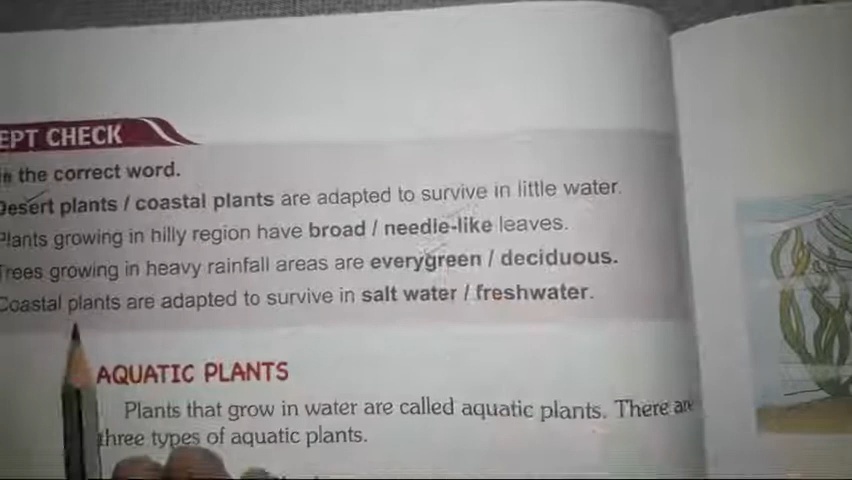 EPT CHECK
in the correct word.
Desert plants / coastal plants are adapted to survive in little water.
Plants growing in hilly region have broad / needle-like leaves.
Trees growing in heavy rainfall areas are everygreen / deciduous.
Coastal plants are adapted to survive in salt water / freshwater.
AQUATIC PLANTS
Plants that grow in water are called aquatic plants. There are
three types of aquatic plants.